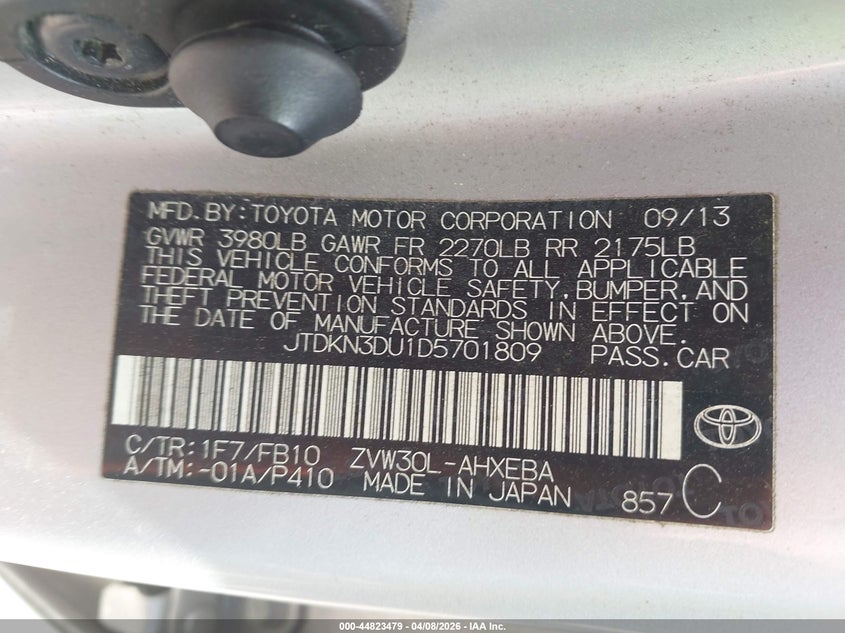 MFD.BY:TOYOTA MOTOR CORPORATION 09/13
GVWR 3980LB GAWR FR 2270LB RR 2175LB
THIS VEHICLE CONFORMS TO ALL APPLICABLE
FEDERAL MOTOR VEHICLE SAFETY,BUMPER,AND
THEFT PREVENTION STANDARDS IN EFFECT ON
THE DATE OF MANUFACTURE SHOWN ABOVE.
JTDKN3DU1D5701809 PASS.CAR
C/TR:1F7/FB10 ZVW30L-AHXEBA
A/TM:-01A/P410 MADE IN JAPAN 857 C
000-44823479 | 04/08/2026 - IAA Inc.